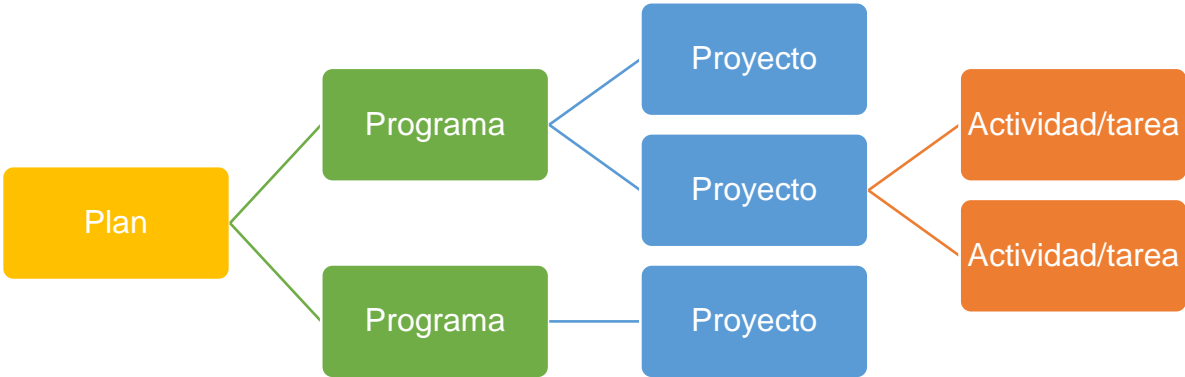 Plan
Programa
Proyecto
Proyecto
Actividad/tarea
Actividad/tarea
Programa
Proyecto